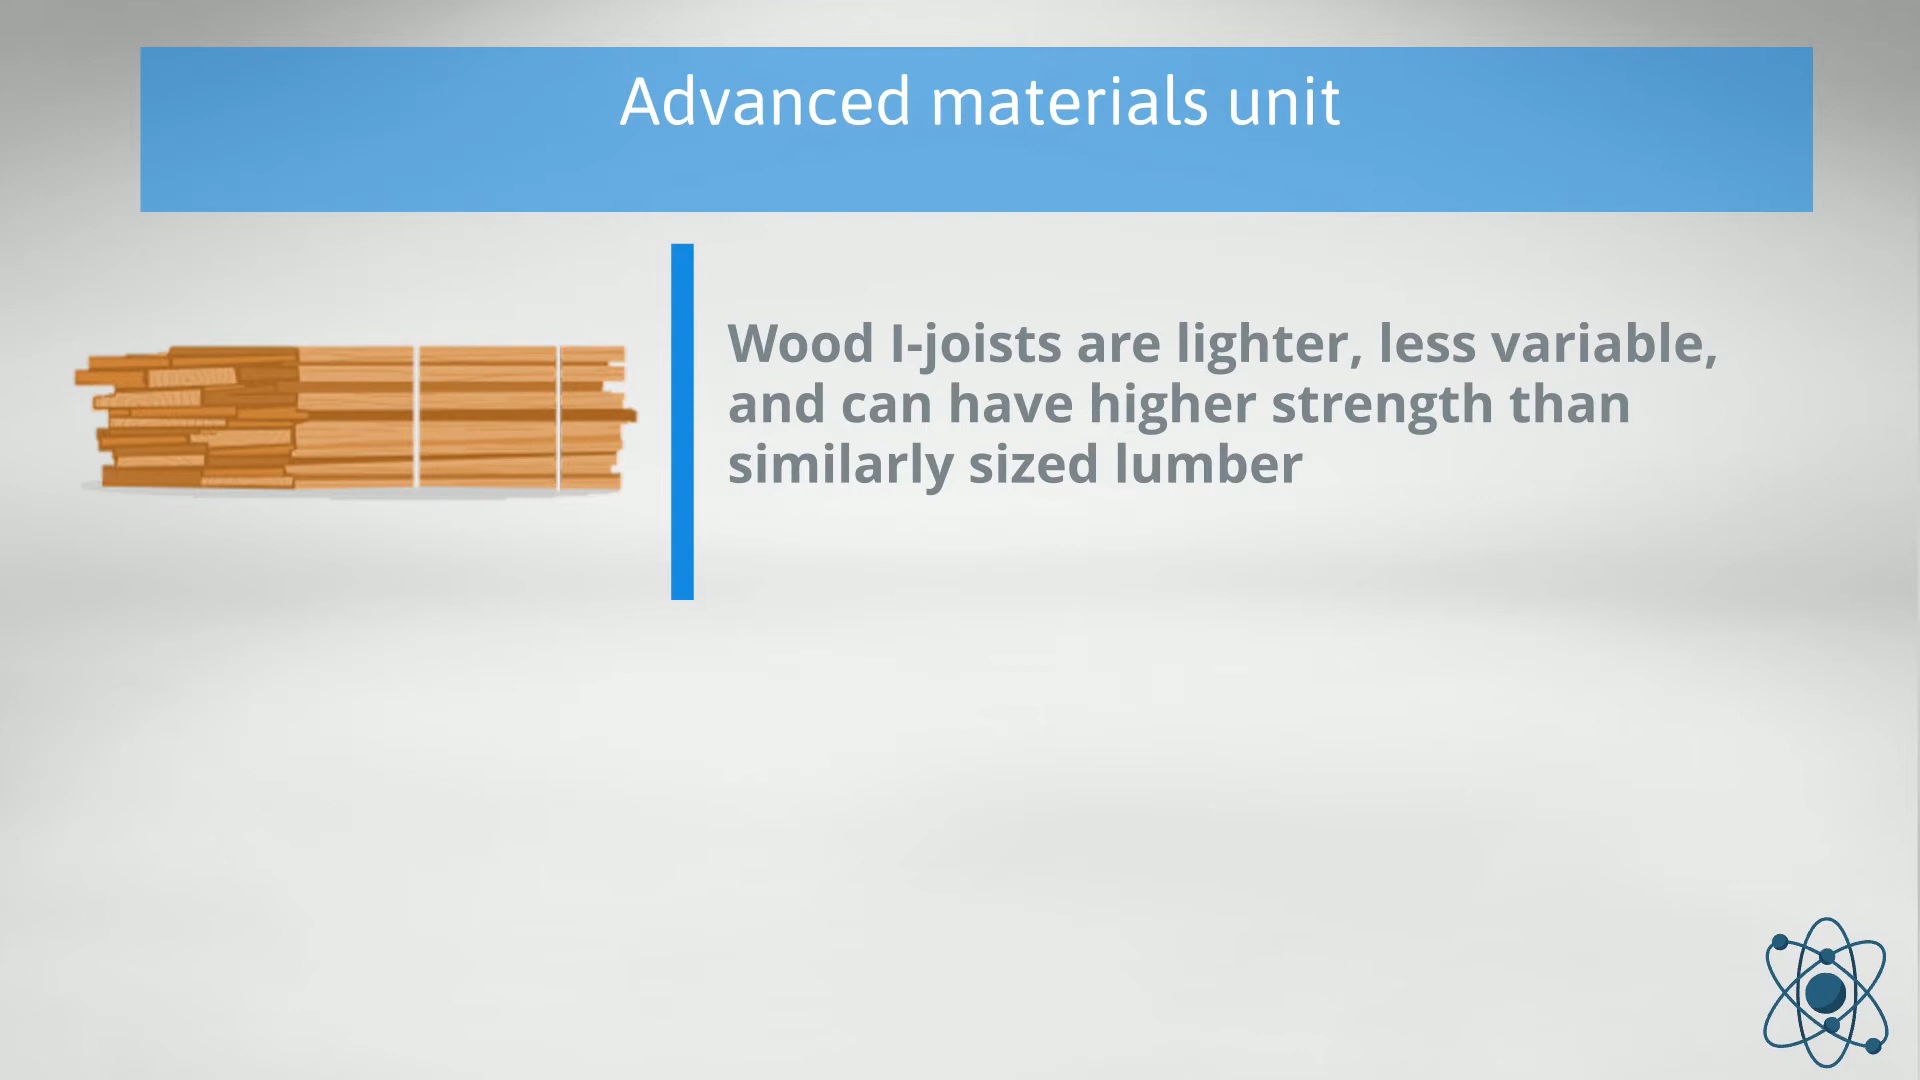 Advanced materials unit
Wood I-joists are lighter, less variable,
and can have higher strength than
similarly sized lumber